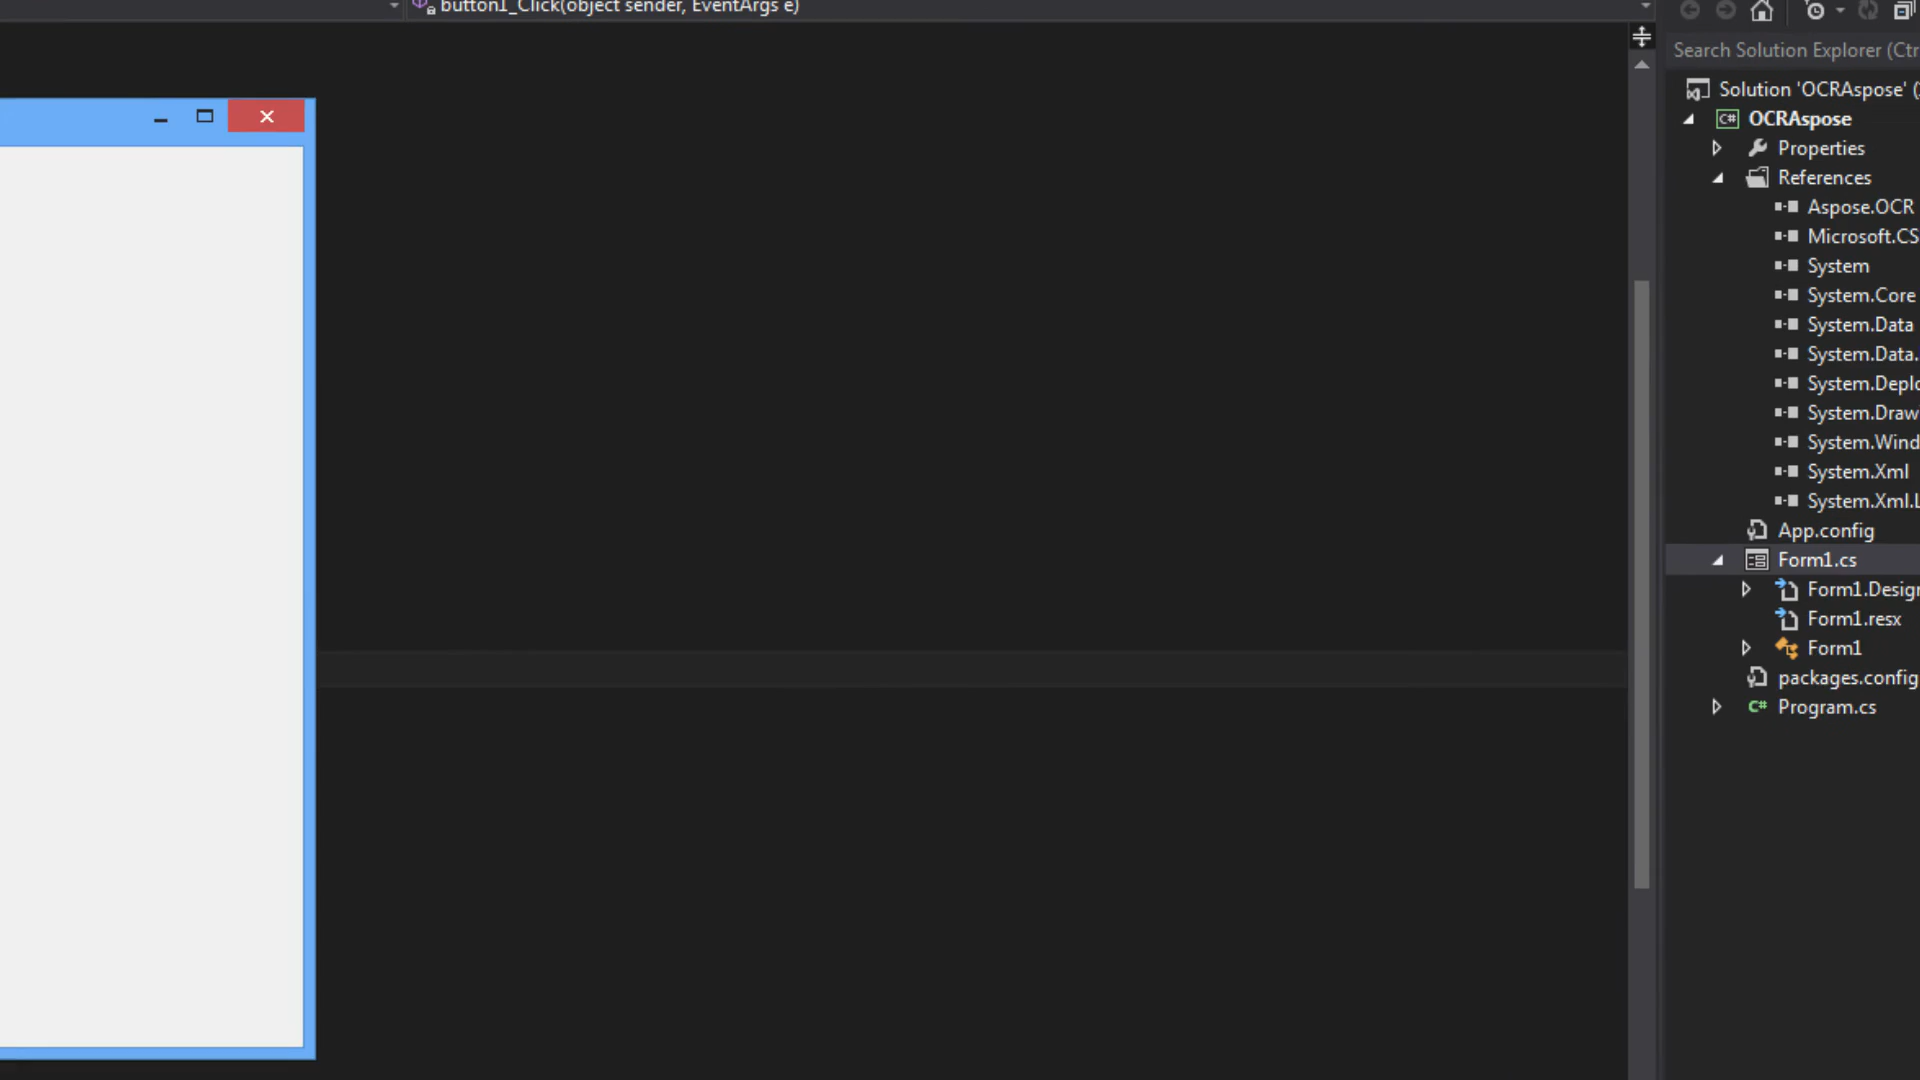 button1_Click(object sender, EventArgs e)
Search Solution Explorer (Ctr
Solution 'OCRAspose' (
OCRAspose
Properties
References
Aspose.OCR
Microsoft.CS
System
System.Core
System.Data
System.Data.
System.Deplo
System.Draw
System.Wind
System.Xml
System.Xml.L
App.config
Form1.cs
Form1.Design
Form1.resx
Form1
packages.config
C# Program.cs